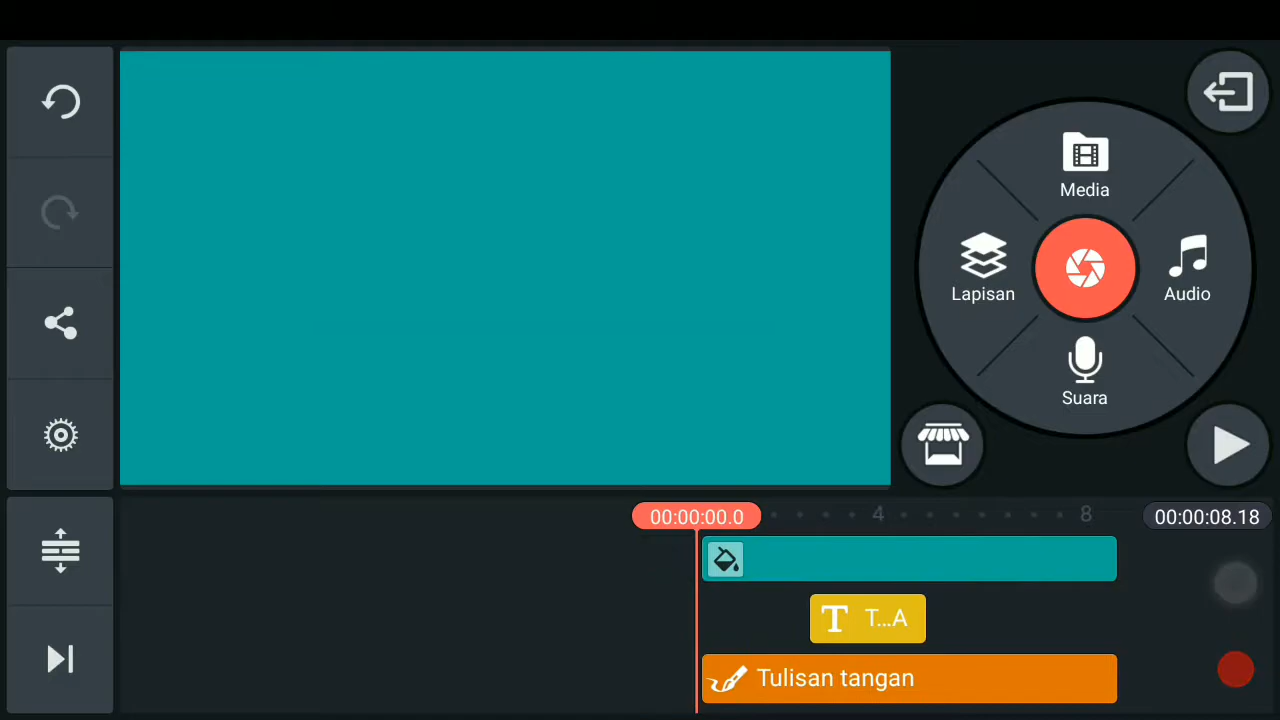 Media
Lapisan
Audio
Suara
00:00:00.0
4
8
00:00:08.18
T T...A
Tulisan tangan